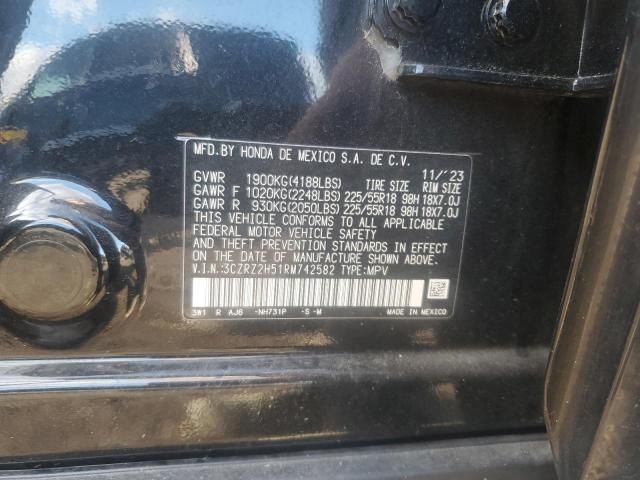 MFD.BY HONDA DE MEXICO S.A. DE C.V.
11/'23
GVWR 1900KG(4188LBS) TIRE SIZE RIM SIZE
GAWR F 1020KG(2248LBS) 225/55R18 98H 18X7.0J
GAWR R 930KG(2050LBS) 225/55R18 98H 18X7.0J
THIS VEHICLE CONFORMS TO ALL APPLICABLE
FEDERAL MOTOR VEHICLE SAFETY
AND THEFT PREVENTION STANDARDS IN EFFECT
ON THE DATE OF MANUFACTURE SHOWN ABOVE.
V.I.N.:3CZRZ2H51RM742582 TYPE:MPV
3W1 R AJ6 -NH731P -S -M MADE IN MEXICO